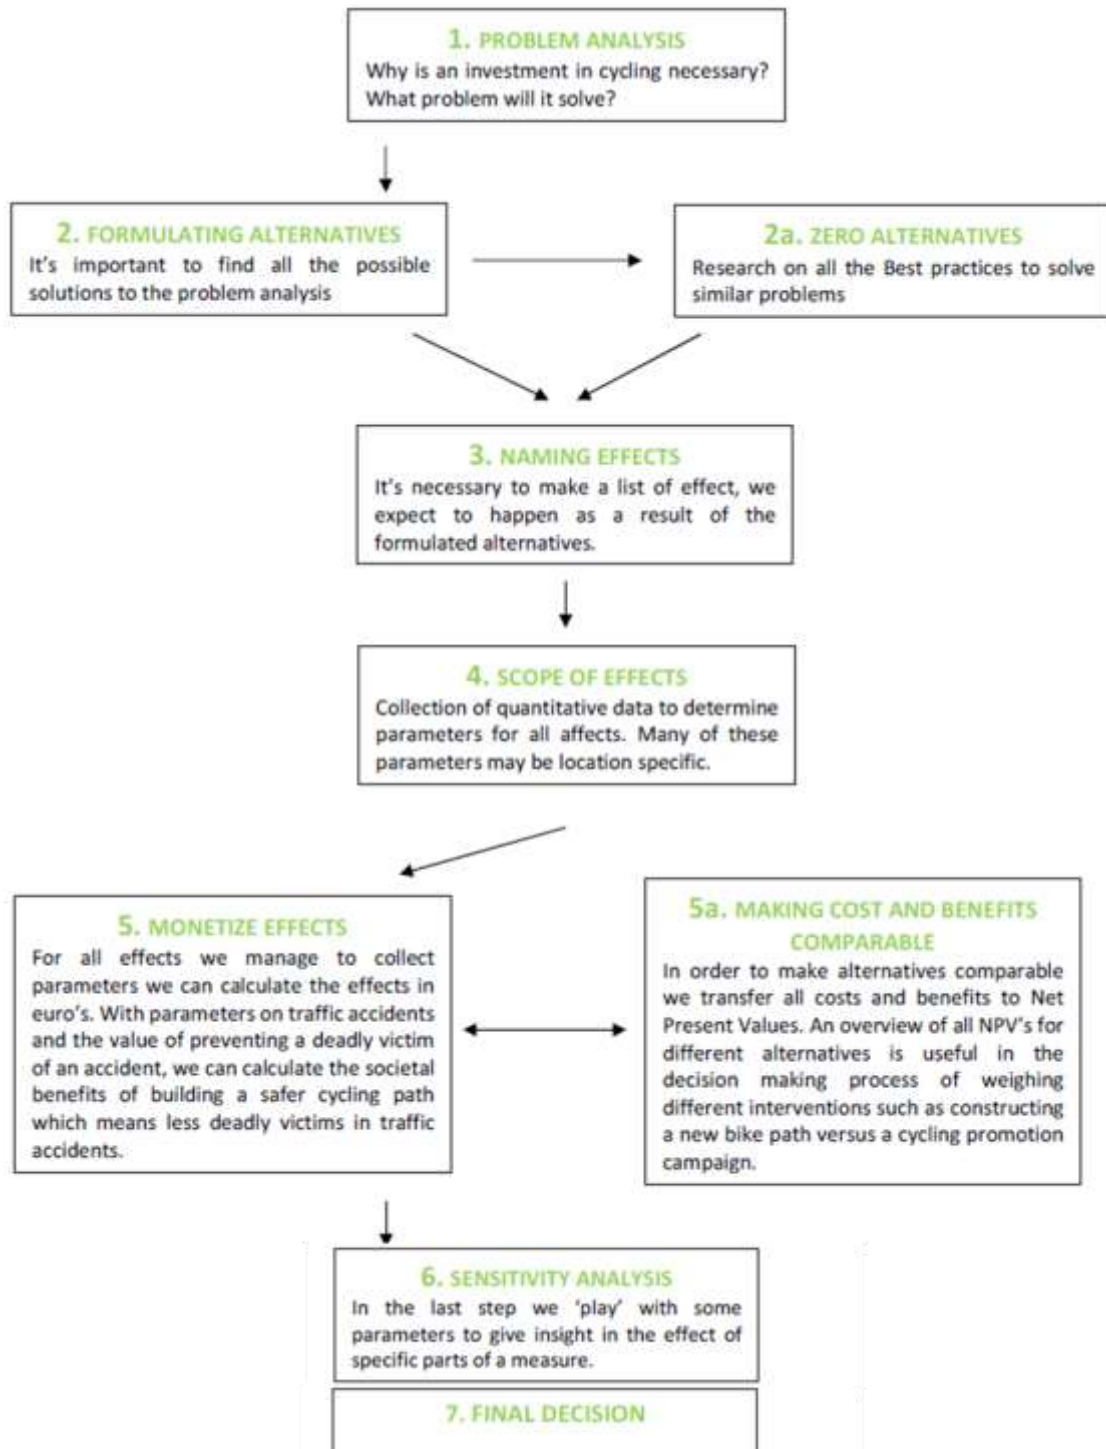 1. PROBLEM ANALYSIS
Why is an investment in cycling necessary?
What problem will it solve?
2. FORMULATING ALTERNATIVES
It's important to find all the possible
solutions to the problem analysis
2a. ZERO ALTERNATIVES
Research on all the Best practices to solve
similar problems
3. NAMING EFFECTS
It's necessary to make a list of effect, we
expect to happen as a result of the
formulated alternatives.
4. SCOPE OF EFFECTS
Collection of quantitative data to determine
parameters for all affects. Many of these
parameters may be location specific.
5. MONETIZE EFFECTS
For all effects we manage to collect
parameters we can calculate the effects in
euro's. With parameters on traffic accidents
and the value of preventing a deadly victim
of an accident, we can calculate the societal
benefits of building a safer cycling path
which means less deadly victims in traffic
accidents.
5a. MAKING COST AND BENEFITS
COMPARABLE
In order to make alternatives comparable
we transfer all costs and benefits to Net
Present Values. An overview of all NPV's for
different alternatives is useful in the
decision making process of weighing
different interventions such as constructing
a new bike path versus a cycling promotion
campaign.
6. SENSITIVITY ANALYSIS
In the last step we 'play' with some
parameters to give insight in the effect of
specific parts of a measure.
7. FINAL DECISION